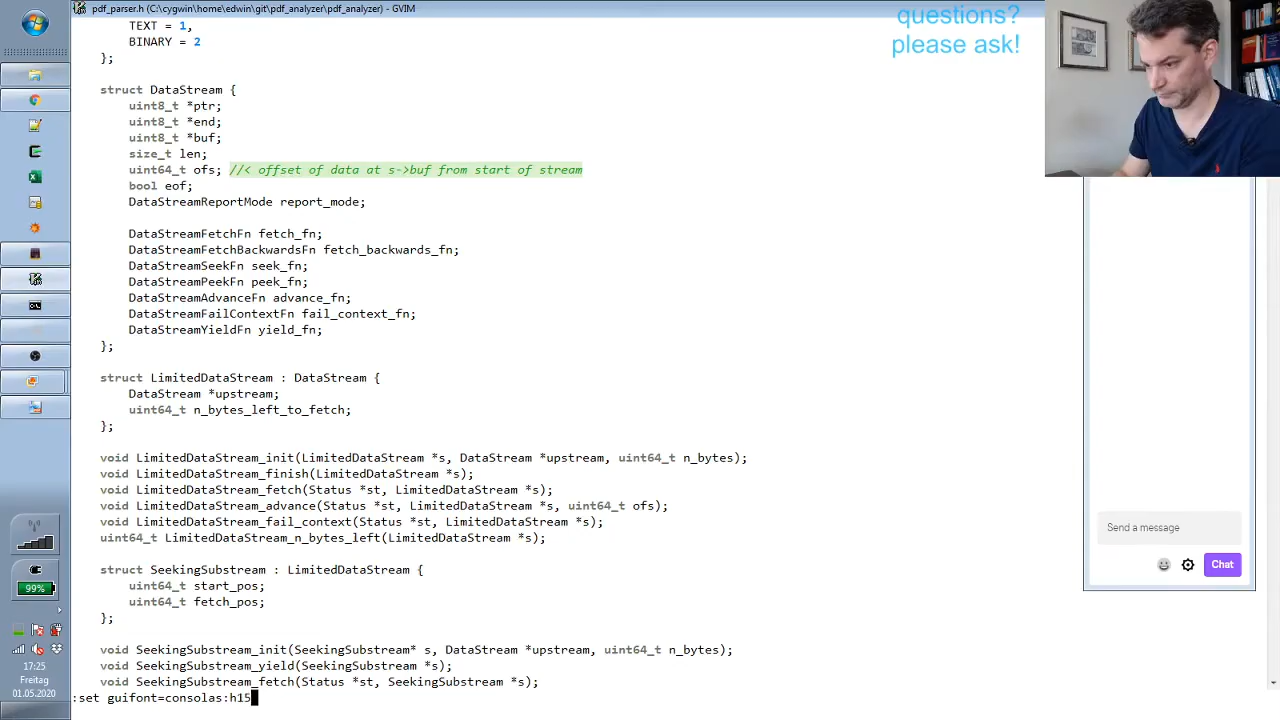 pdf_parser.h (C:\cygwin\home\edwin\git\pdf_analyzer\pdf_analyzer) - GVIM
questions?
please ask!
TEXT = 1,
BINARY = 2
};
struct DataStream {
uint8_t *ptr;
uint8_t *end;
uint8_t *buf;
size_t len;
uint64_t ofs; //< offset of data at s->buf from start of stream
bool eof;
DataStreamReportMode report_mode;
DataStreamFetchFn fetch_fn;
DataStreamFetchBackwardsFn fetch_backwards_fn;
DataStreamSeekFn seek_fn;
DataStreamPeekFn peek_fn;
DataStreamAdvanceFn advance_fn;
DataStreamFailContextFn fail_context_fn;
DataStreamYieldFn yield_fn;
};
struct LimitedDataStream : DataStream {
DataStream *upstream;
uint64_t n_bytes_left_to_fetch;
};
void LimitedDataStream_init(LimitedDataStream *s, DataStream *upstream, uint64_t n_bytes);
void LimitedDataStream_finish(LimitedDataStream *s);
void LimitedDataStream_fetch(Status *st, LimitedDataStream *s);
void LimitedDataStream_advance(Status *st, LimitedDataStream *s, uint64_t ofs);
void LimitedDataStream_fail_context(Status *st, LimitedDataStream *s);
uint64_t LimitedDataStream_n_bytes_left(LimitedDataStream *s);
struct SeekingSubstream : LimitedDataStream {
uint64_t start_pos;
uint64_t fetch_pos;
};
void SeekingSubstream_init(SeekingSubstream* s, DataStream *upstream, uint64_t n_bytes);
void SeekingSubstream_yield(SeekingSubstream *s);
void SeekingSubstream_fetch(Status *st, SeekingSubstream *s);
:set guifont=consolas:h15
Send a message
Chat
99%
17:25
Freitag
01.05.2020